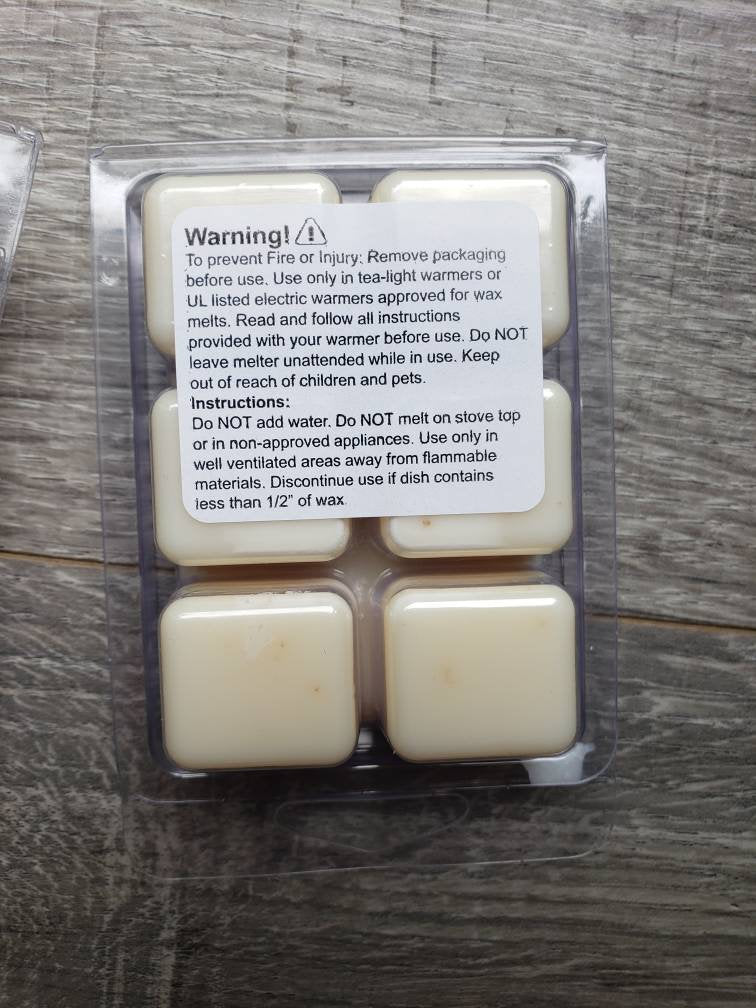 Warning!
To prevent Fire or Injury: Remove packaging
before use. Use only in tea-light warmers or
UL listed electric warmers approved for wax
melts. Read and follow all instructions
provided with your warmer before use. Do NOT
leave melter unattended while in use. Keep
out of reach of children and pets.
Instructions:
Do NOT add water. Do NOT melt on stove top
or in non-approved appliances. Use only in
well ventilated areas away from flammable
materials. Discontinue use if dish contains
less than 1/2" of wax.